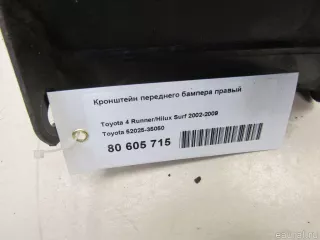 Кронштейн переднего бампера правый
Toyota 4 Runner/Hilux Surf 2002-2009
Toyota 52025-35050
80 605 715